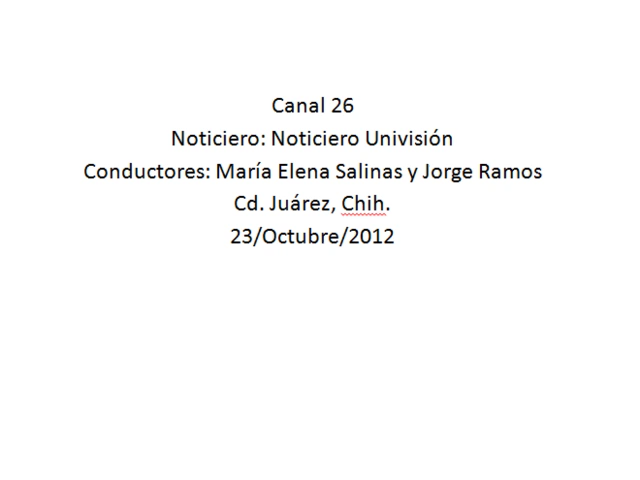 Canal 26
Noticiero: Noticiero Univisión
Conductores: María Elena Salinas y Jorge Ramos
Cd. Juárez, Chih.
23/Octubre/2012